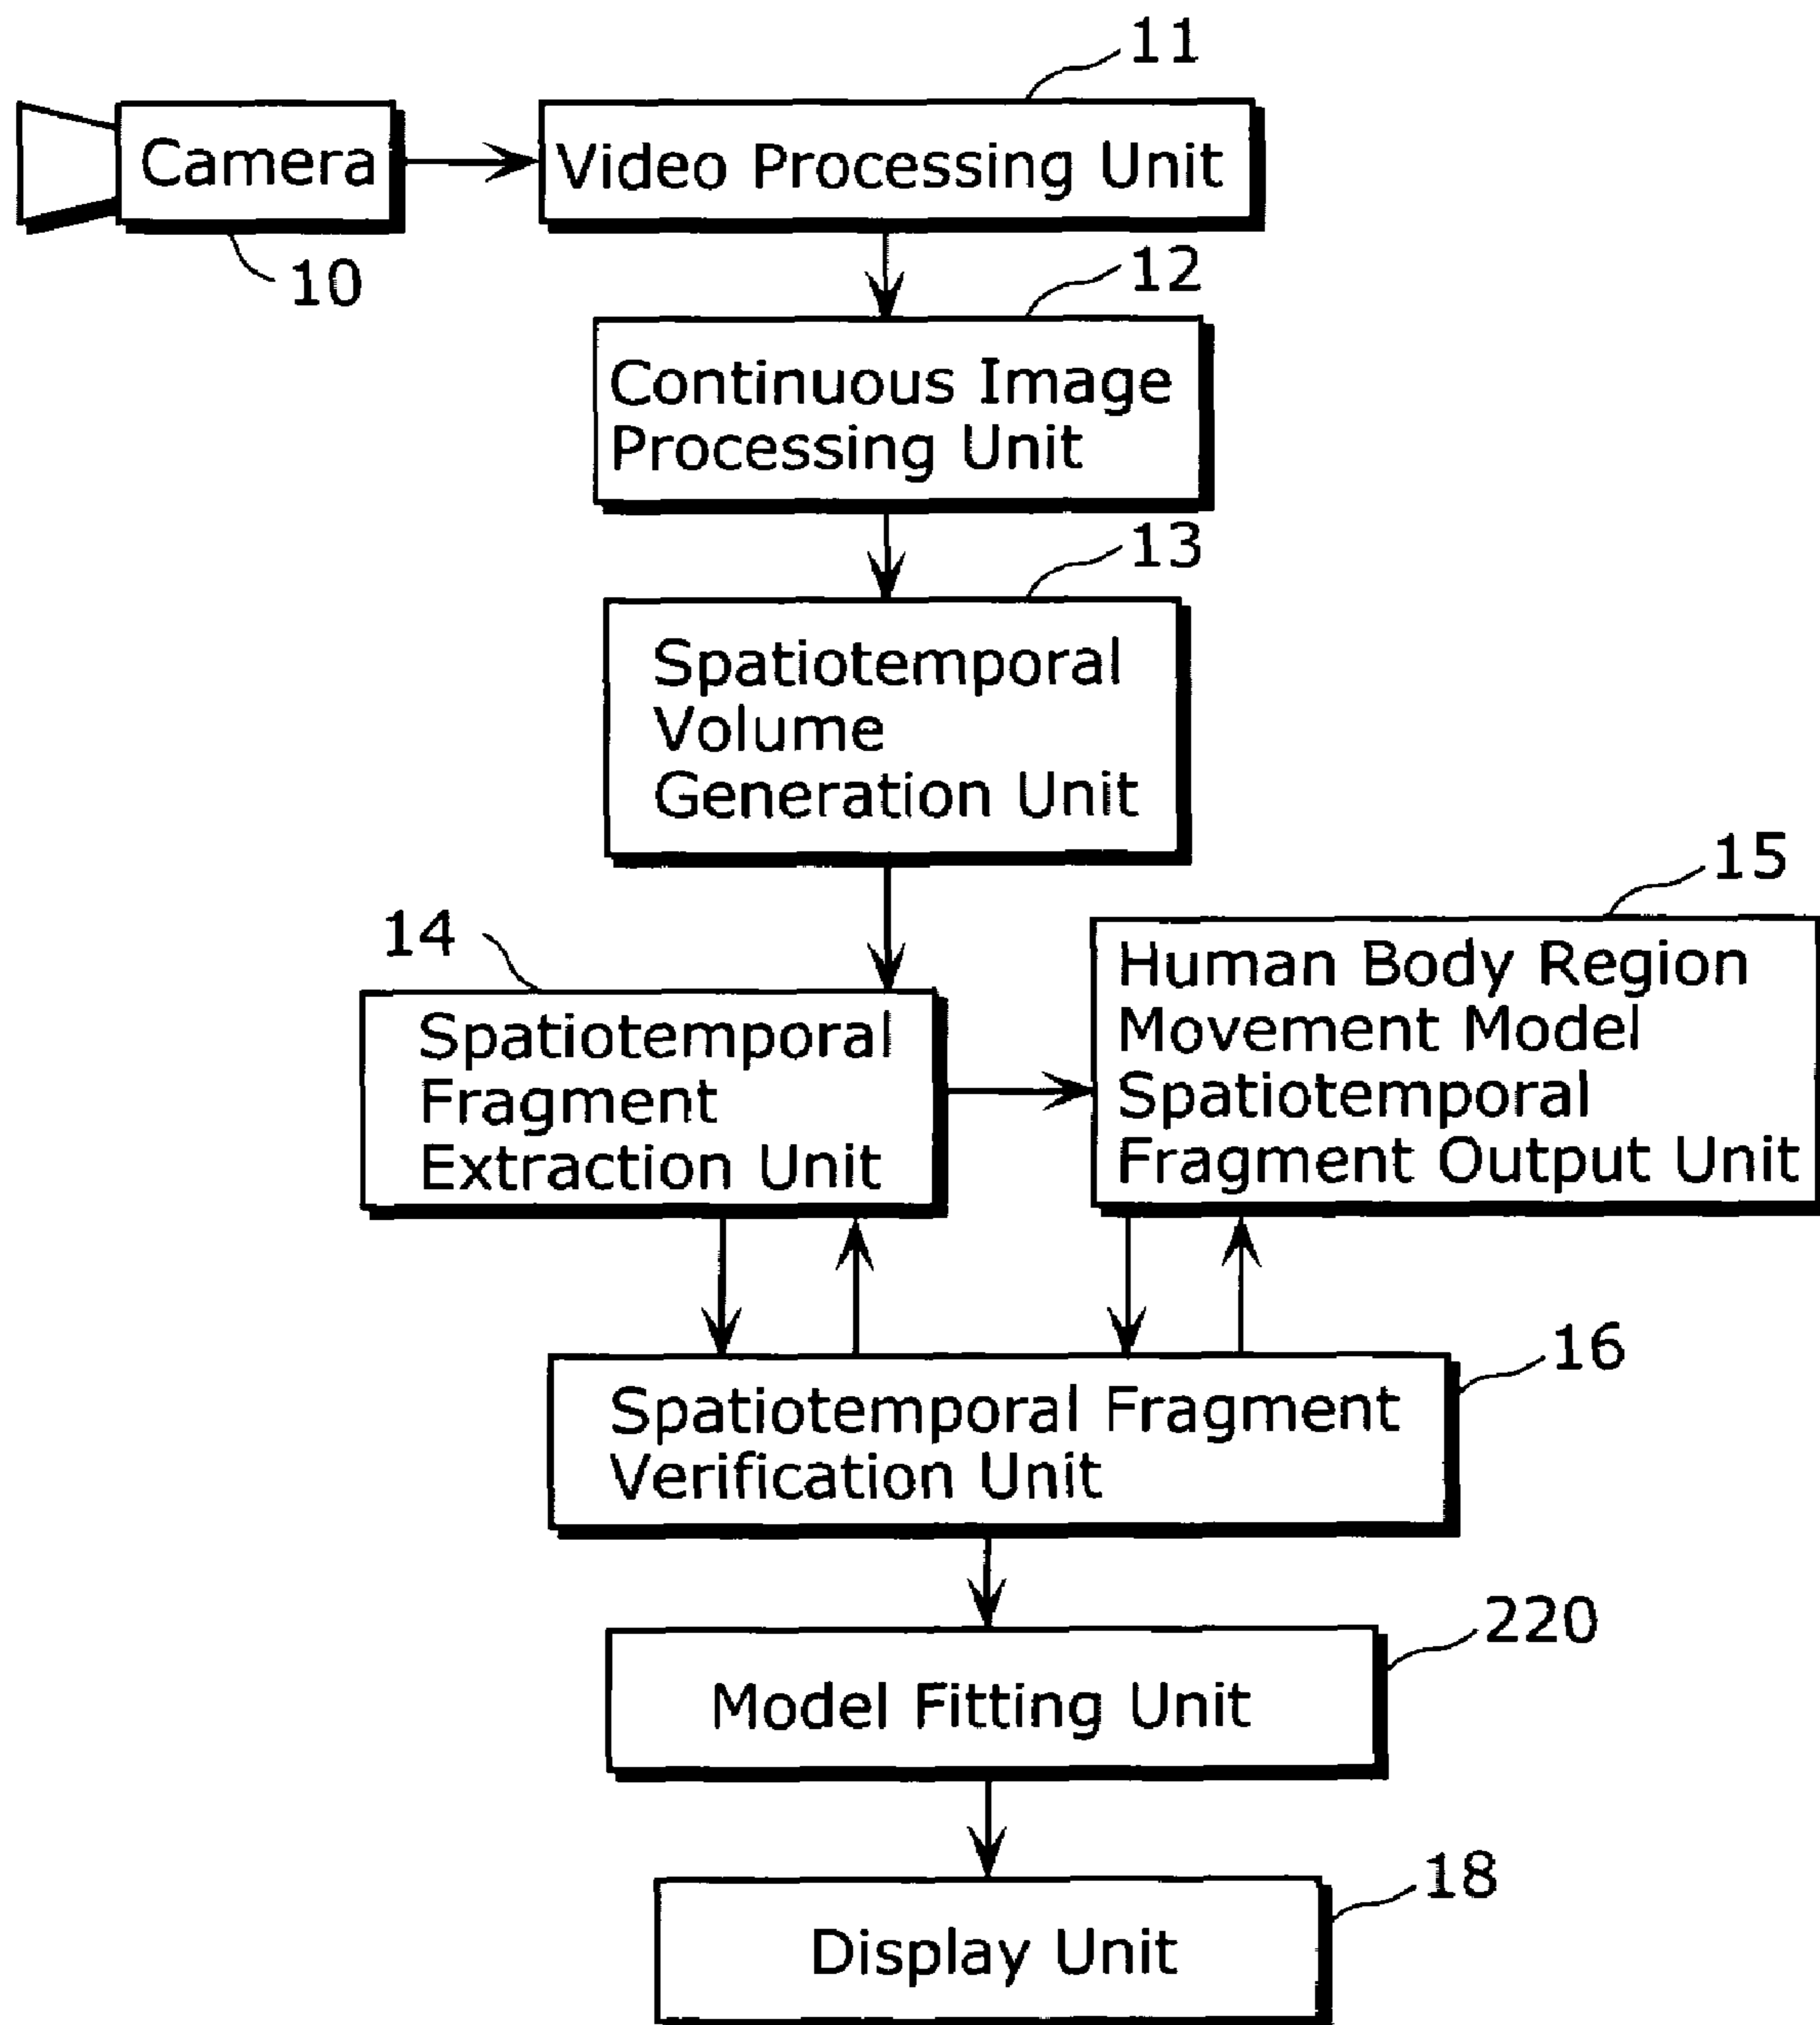 11
Camera
Video Processing Unit
10
12
Continuous Image
Processing Unit
13
Spatiotemporal
Volume
Generation Unit
15
14
Human Body Region
Movement Model
Spatiotemporal
Fragment Output Unit
Spatiotemporal
Fragment
Extraction Unit
16
Spatiotemporal Fragment
Verification Unit
220
Model Fitting Unit
18
Display Unit